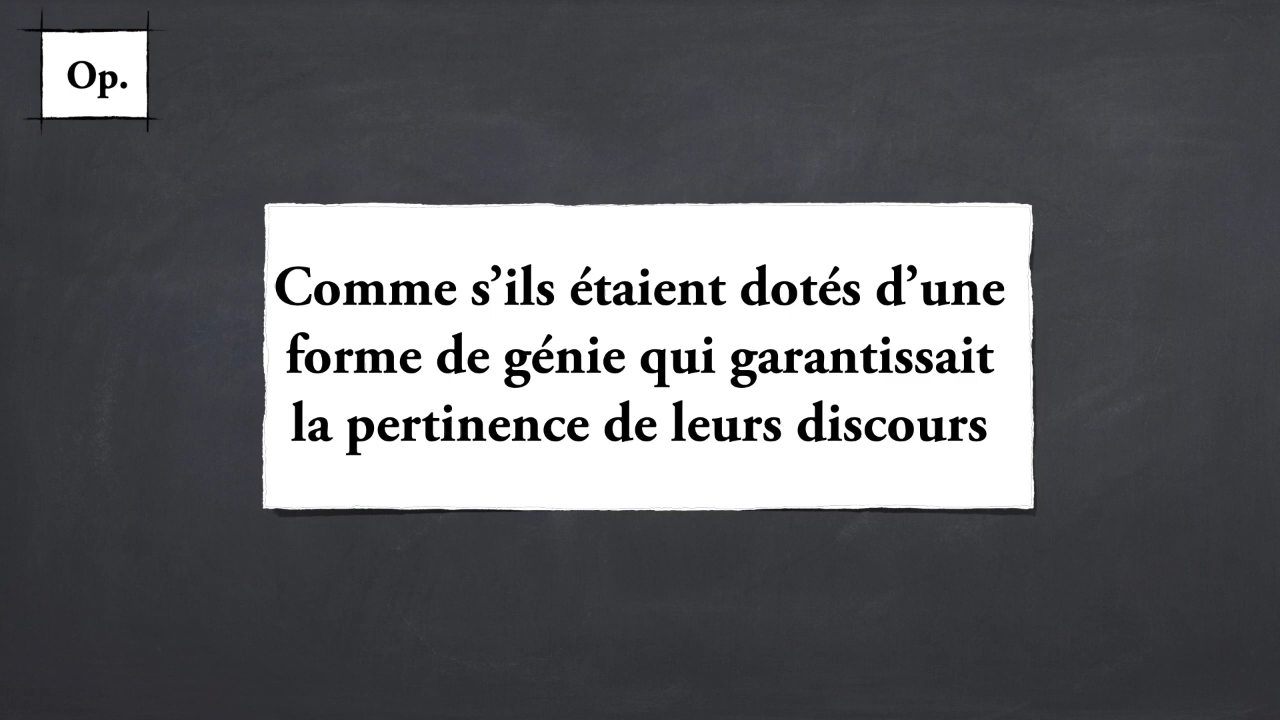 Op.
Comme s’ils étaient dotés d’une
forme de génie qui garantissait
la pertinence de leurs discours